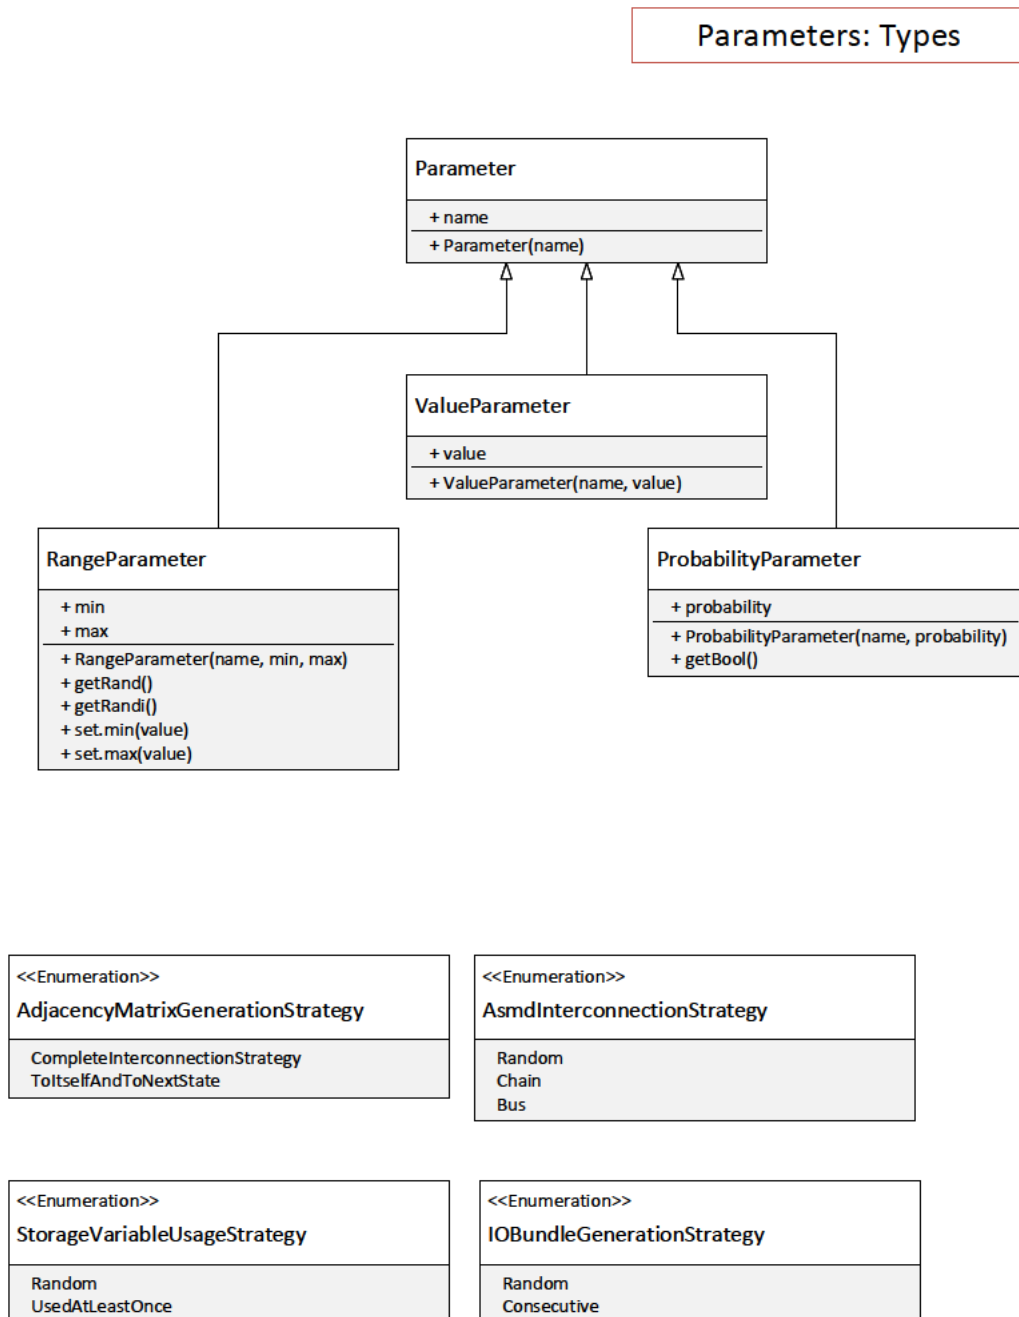 Parameters: Types
Parameter
+ name
+ Parameter(name)
ValueParameter
+ value
+ ValueParameter(name, value)
RangeParameter
+ min
+ max
+ RangeParameter(name, min, max)
+ getRand()
+ getRandi()
+ set.min(value)
+ set.max(value)
ProbabilityParameter
+ probability
+ ProbabilityParameter(name, probability)
+ getBool()
<<Enumeration>>
AdjacencyMatrixGenerationStrategy
CompleteInterconnectionStrategy
ToItselfAndToNextState
<<Enumeration>>
AsmdInterconnectionStrategy
Random
Chain
Bus
<<Enumeration>>
StorageVariableUsageStrategy
Random
UsedAtLeastOnce
<<Enumeration>>
IOBundleGenerationStrategy
Random
Consecutive